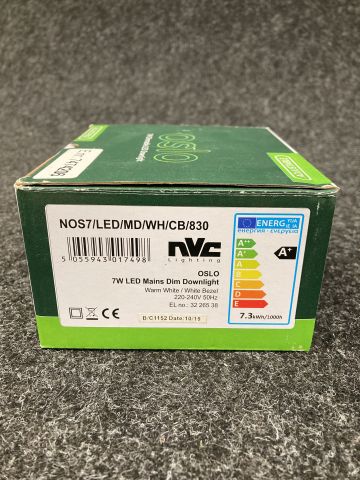 oslo
NOS7/LED/MD/WH/CB/830
5 055943 017498
nvc
Lighting
OSLO
7W LED Mains Dim Downlight
Warm White / White Bezel
220-240V 50Hz
EL no.: 32 265 38
B/C1152 Date:10/15
CE
ENERG
енергия · ενεργεια
A++
A+
A
B
C
D
E
A+
7.3 kWh/1000h